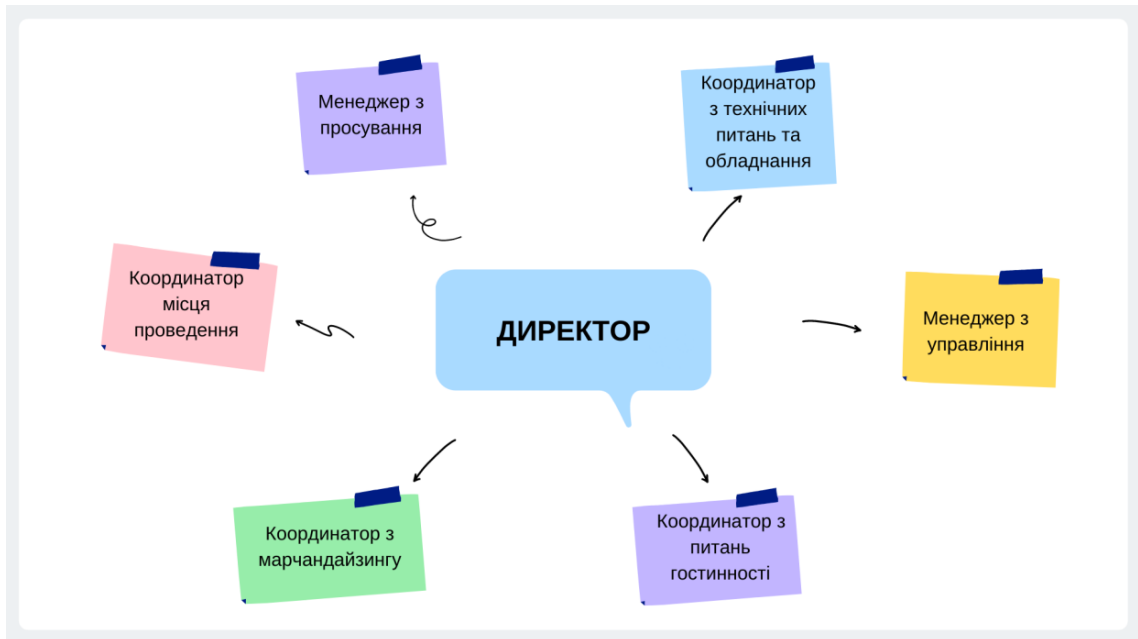 Менеджер з
просування
Координатор
з технічних
питань та
обладнання
Координатор
місця
проведення
ДИРЕКТОР
Менеджер з
управління
Координатор з
марчандайзингу
Координатор з
питань
гостинності